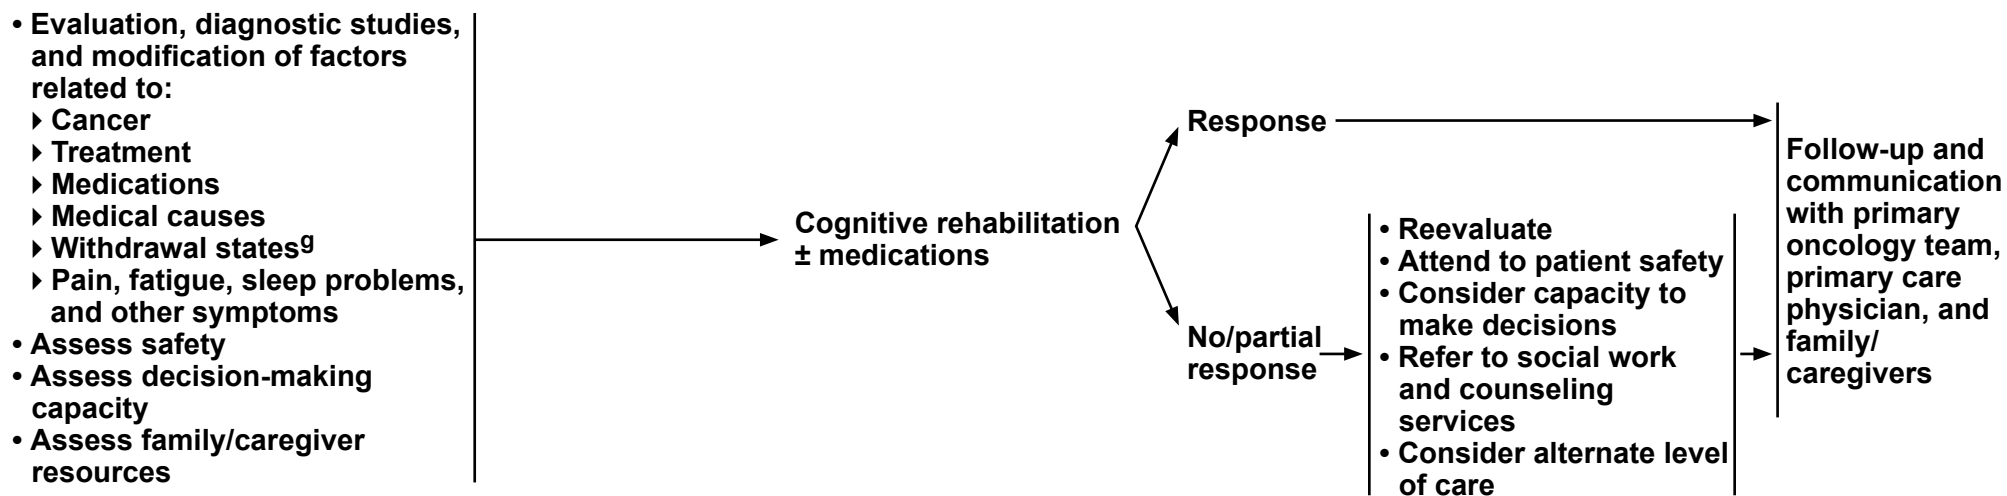 • Evaluation, diagnostic studies,
and modification of factors
related to:
▸ Cancer
▸ Treatment
▸ Medications
▸ Medical causes
▸ Withdrawal statesg
▸ Pain, fatigue, sleep problems,
and other symptoms
• Assess safety
• Assess decision-making
capacity
• Assess family/caregiver
resources
Cognitive rehabilitation
± medications
Response
No/partial
response
• Reevaluate
• Attend to patient safety
• Consider capacity to
make decisions
• Refer to social work
and counseling
services
• Consider alternate level
of care
Follow-up and
communication
with primary
oncology team,
primary care
physician, and
family/
caregivers